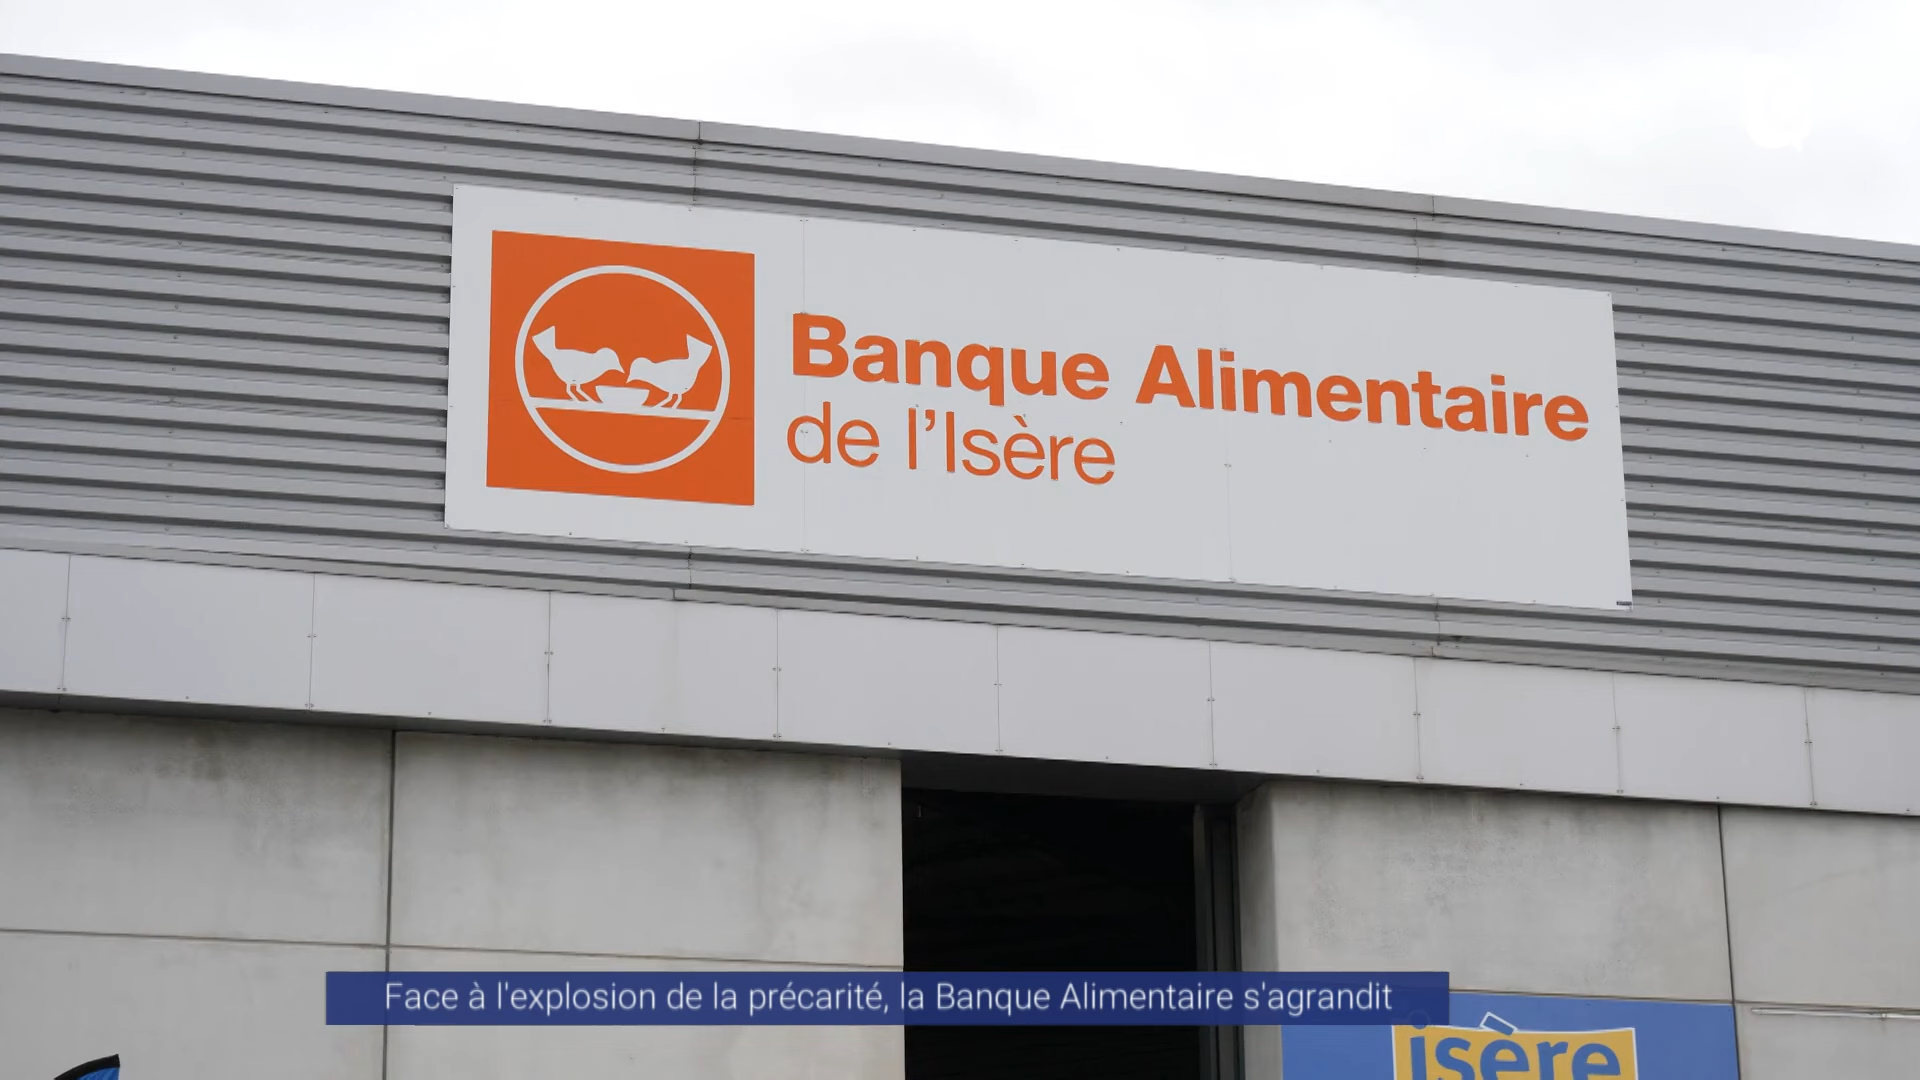 Banque Alimentaire
de l'Isère
Face à l'explosion de la précarité, la Banque Alimentaire s'agrandit
isère